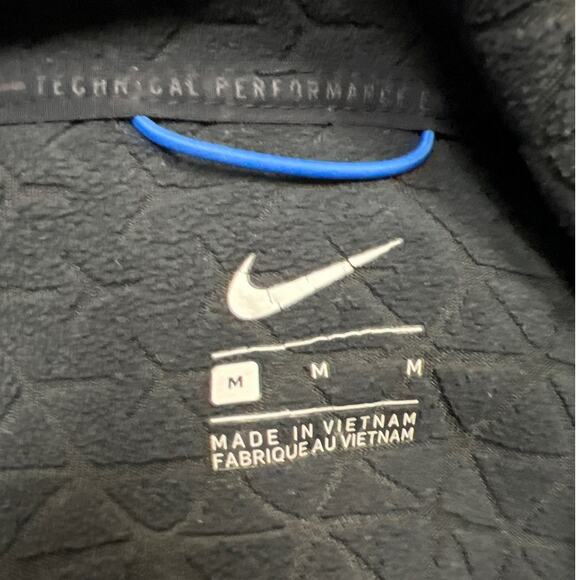 TECHNICAL PERFORMANCE
M M M
MADE IN VIETNAM
FABRIQUE AU VIETNAM